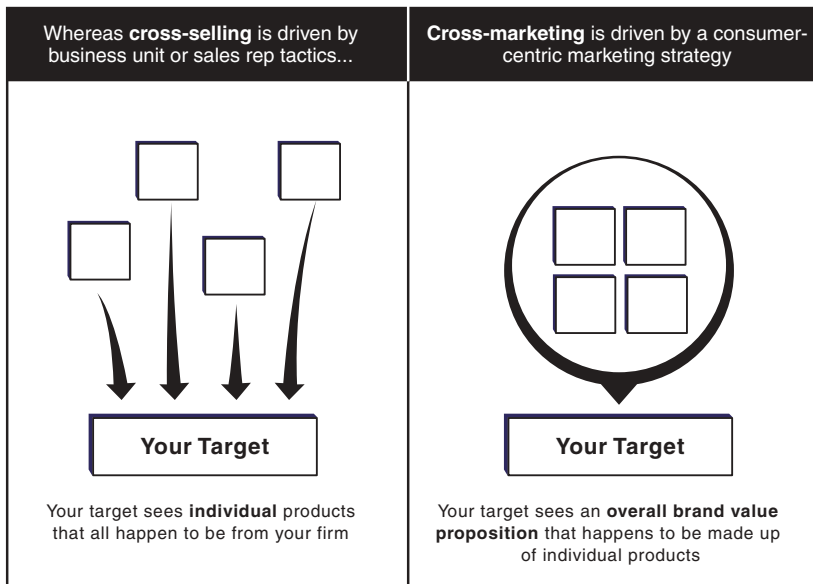 Whereas cross-selling is driven by
business unit or sales rep tactics...
Cross-marketing is driven by a consumer-
centric marketing strategy
Your Target
Your target sees individual products
that all happen to be from your firm
Your Target
Your target sees an overall brand value
proposition that happens to be made up
of individual products